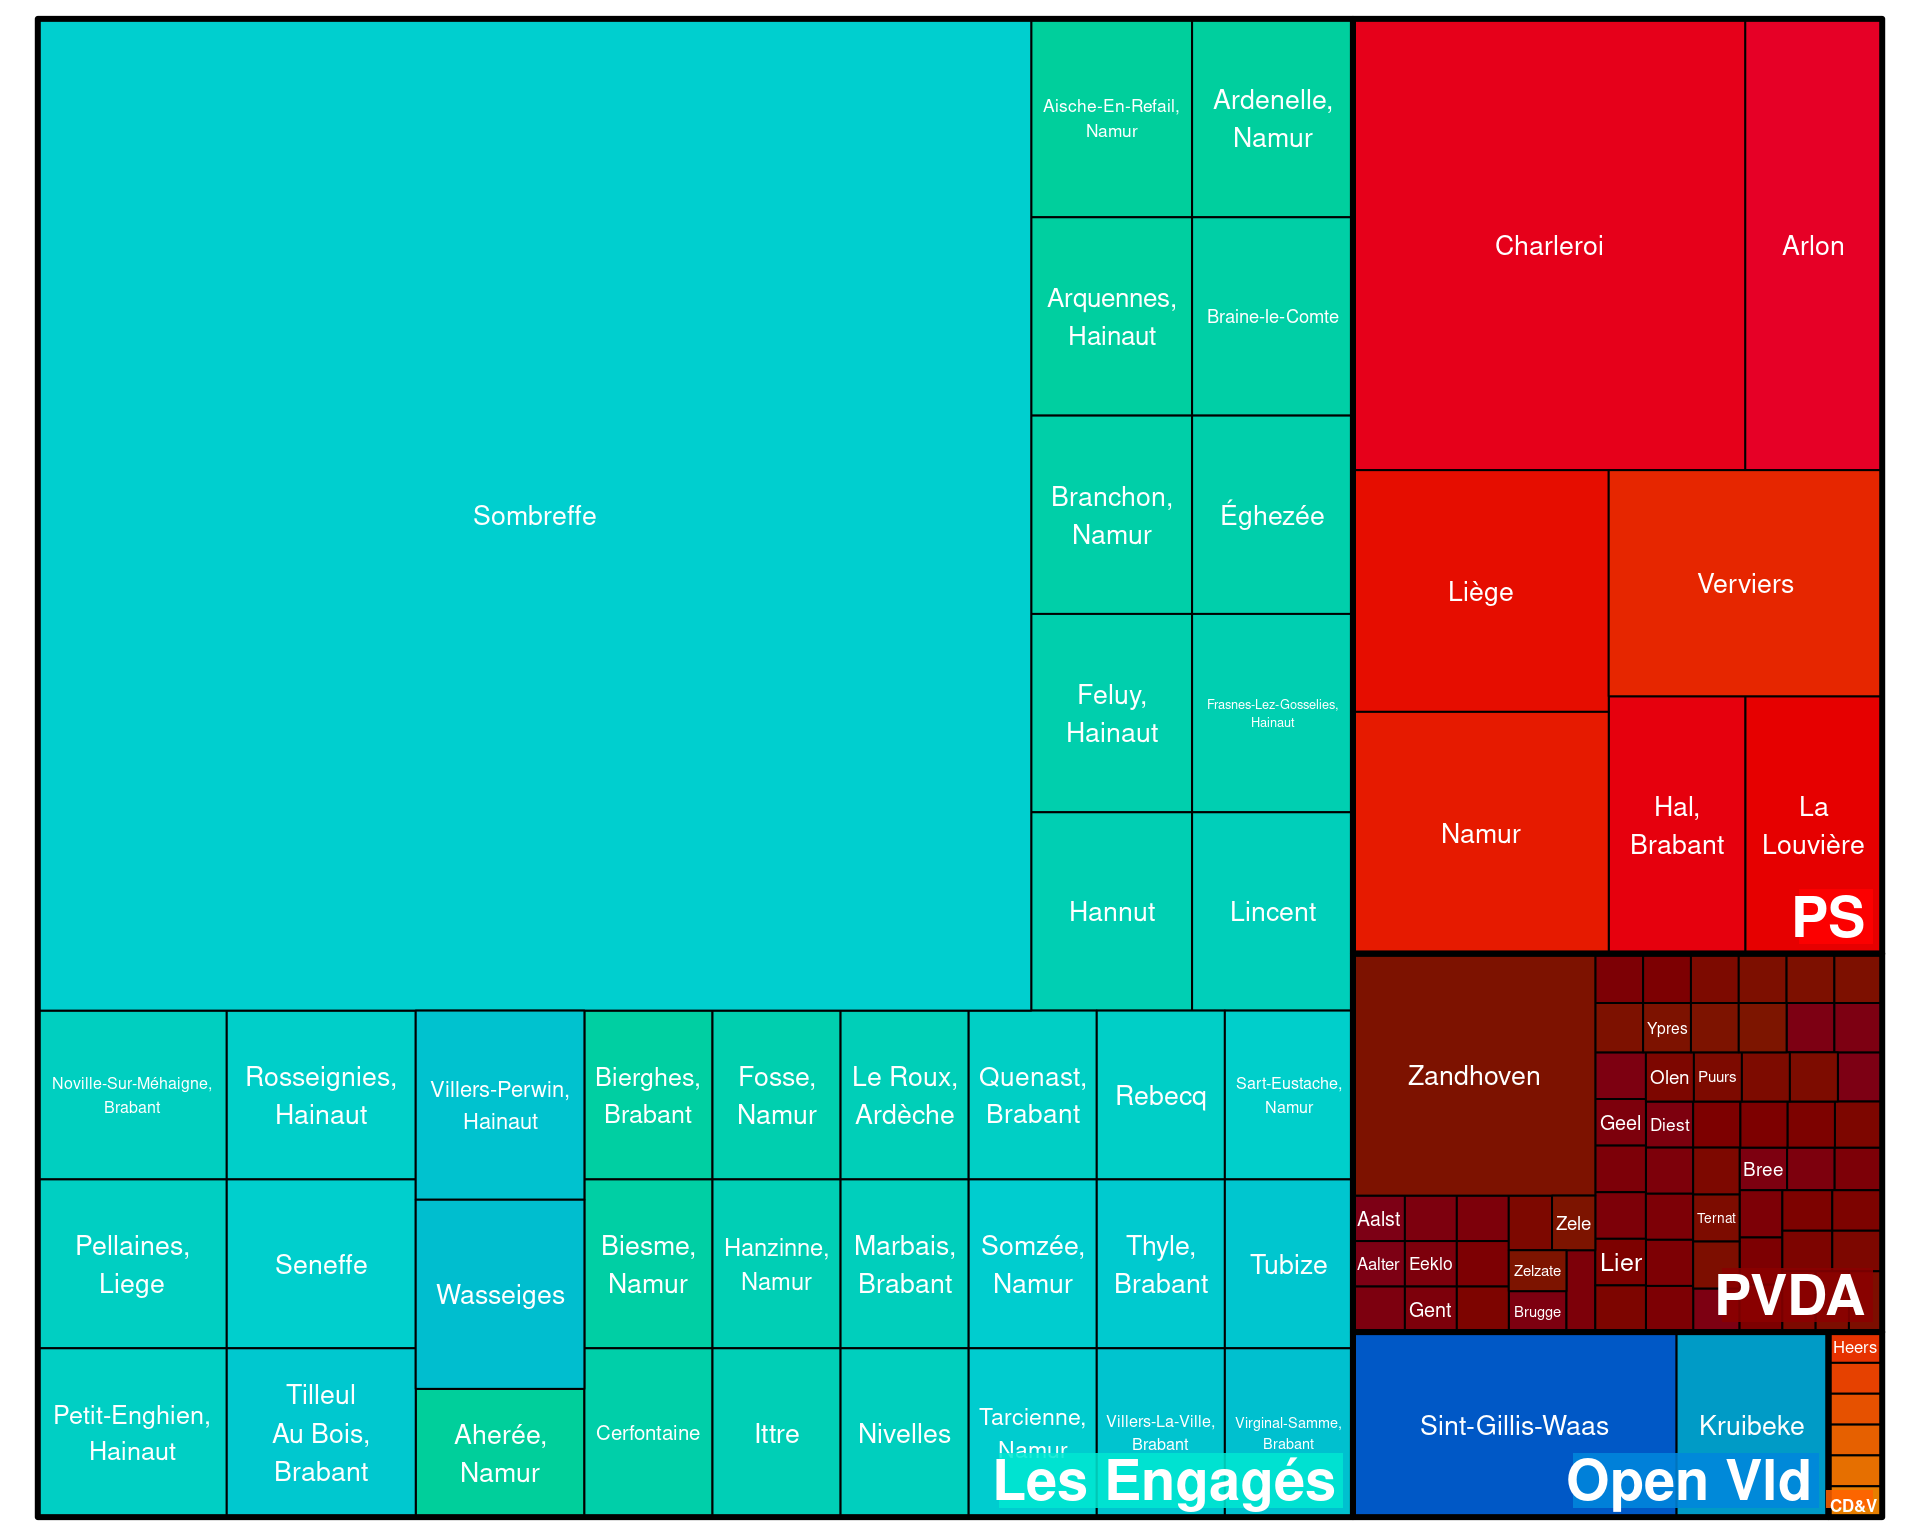 Sombreffe
Aische-En-Refail,
Namur
Ardenelle,
Namur
Arquennes,
Hainaut
Braine-le-Comte
Branchon,
Namur
Éghezée
Feluy,
Hainaut
Frasnes-Lez-Gosselies,
Hainaut
Hannut
Lincent
Noville-Sur-Méhaigne,
Brabant
Rosseignies,
Hainaut
Villers-Perwin,
Hainaut
Bierghes,
Brabant
Fosse,
Namur
Le Roux,
Ardèche
Quenast,
Brabant
Rebecq
Sart-Eustache,
Namur
Pellaines,
Liege
Seneffe
Wasseiges
Biesme,
Namur
Hanzinne,
Namur
Marbais,
Brabant
Somzée,
Namur
Thyle,
Brabant
Tubize
Petit-Enghien,
Hainaut
Tilleul
Au Bois,
Brabant
Aherée,
Namur
Cerfontaine
Ittre
Nivelles
Tarcienne,
Namur
Villers-La-Ville,
Brabant
Virginal-Samme,
Brabant
Les Engagés
Charleroi
Arlon
Liège
Verviers
Namur
Hal,
Brabant
La
Louvière
PS
Zandhoven
Ypres
Olen
Puurs
Geel
Diest
Bree
Aalst
Zele
Ternat
Aalter
Eeklo
Zelzate
Lier
Gent
Brugge
PVDA
Sint-Gillis-Waas
Kruibeke
Open Vld
Heers
CD&V